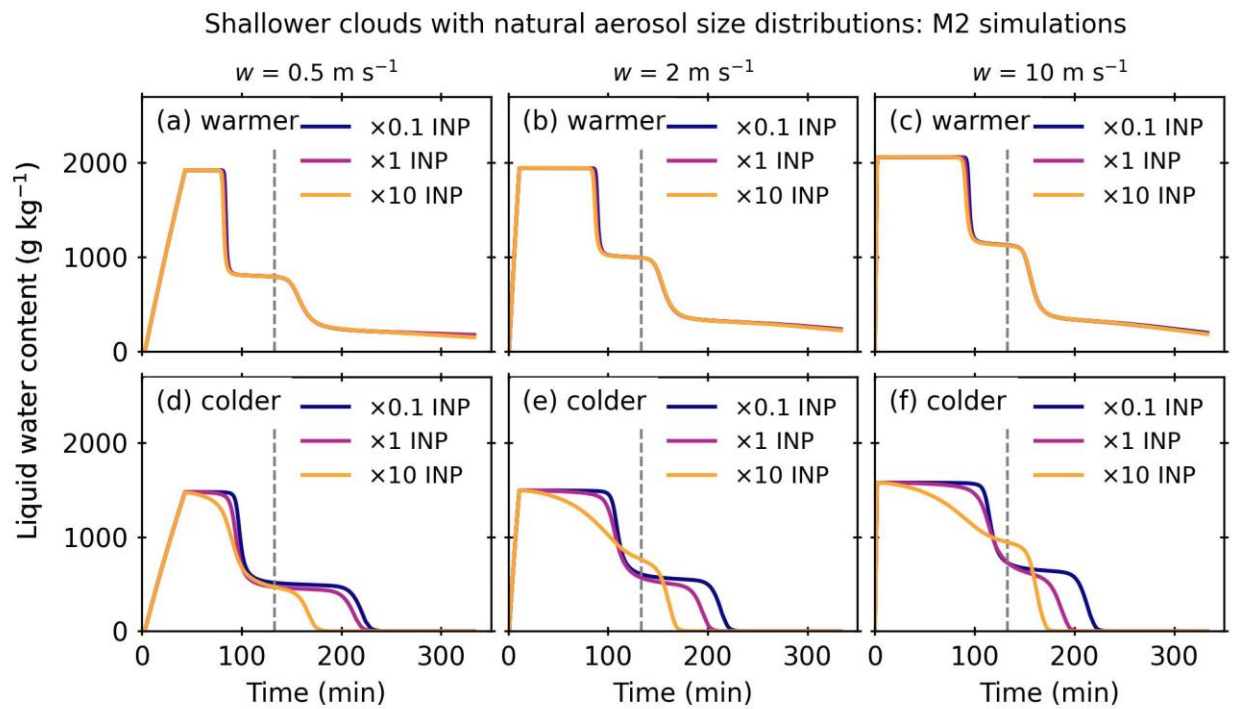 Shallower clouds with natural aerosol size distributions: M2 simulations
w = 0.5 m s⁻¹
w = 2 m s⁻¹
w = 10 m s⁻¹
(a) warmer
×0.1 INP
×1 INP
×10 INP
(b) warmer
×0.1 INP
×1 INP
×10 INP
(c) warmer
×0.1 INP
×1 INP
×10 INP
2000
1000
0
(d) colder
×0.1 INP
×1 INP
×10 INP
(e) colder
×0.1 INP
×1 INP
×10 INP
(f) colder
×0.1 INP
×1 INP
×10 INP
2000
1000
0
Liquid water content (g kg⁻¹)
0 100 200 300
0 100 200 300
0 100 200 300
Time (min)
Time (min)
Time (min)